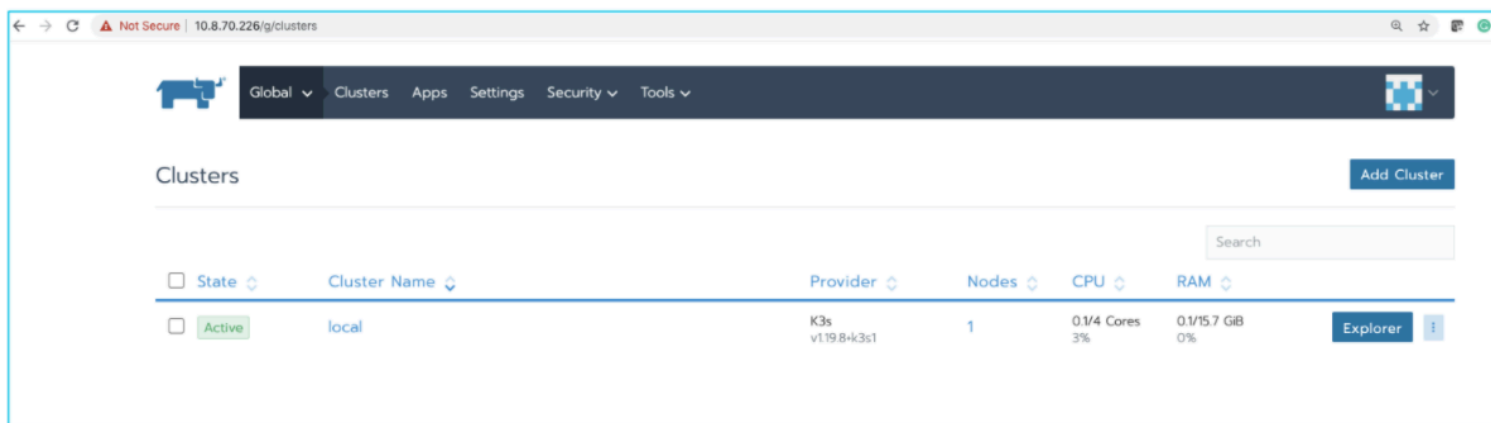 Not Secure | 10.8.70.226/g/clusters
Global Clusters Apps Settings Security Tools
Clusters
Add Cluster
Search
State Cluster Name Provider Nodes CPU RAM
Active local K3s 1 0.1/4 Cores 0.1/15.7 GiB Explorer
v1.19.8+k3s1 3% 0%